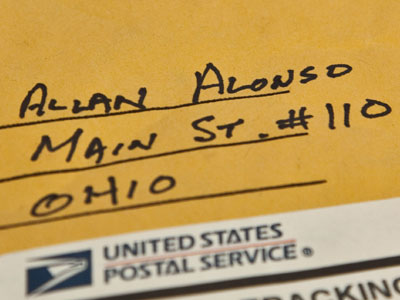 ALLAN ALONSO
MAIN ST. #110
OHIO
UNITED STATES
POSTAL SERVICE®